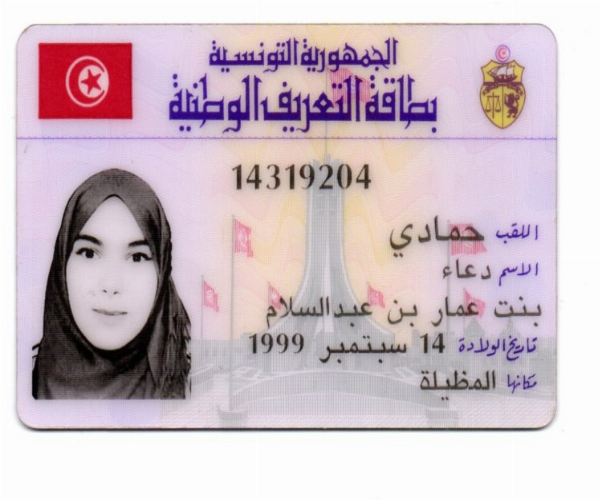 الجمهورية التونسية
بطاقة التعريف الوطنية
14319204
اللقب حمادي
الاسم دعاء
بنت عمار بن عبدالسلام
تاريخ الولادة 14 سبتمبر 1999
مكانها المظيلة